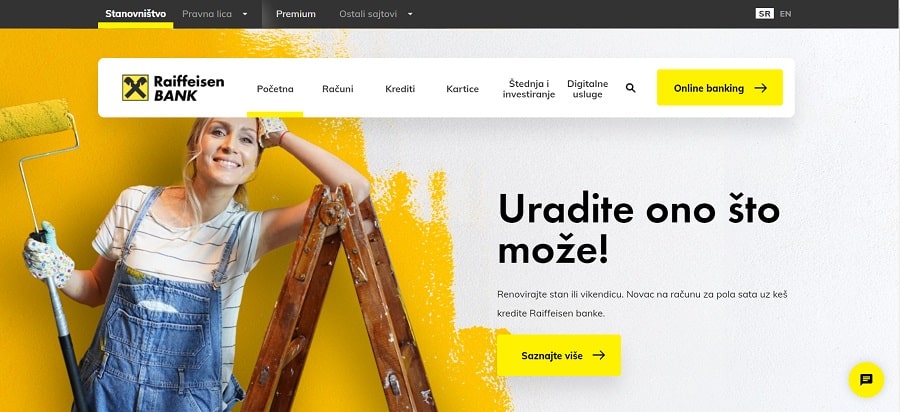 Stanovništvo Pravna lica Premium Ostali sajtovi SR EN
Raiffeisen
BANK
Početna Računi Krediti Kartice Štednja i investiranje Digitalne usluge Online banking
Uradite ono što
može!
Renovirajte stan ili vikendicu. Novac na računu za pola sata uz keš
kredite Raiffeisen banke.
Saznajte više